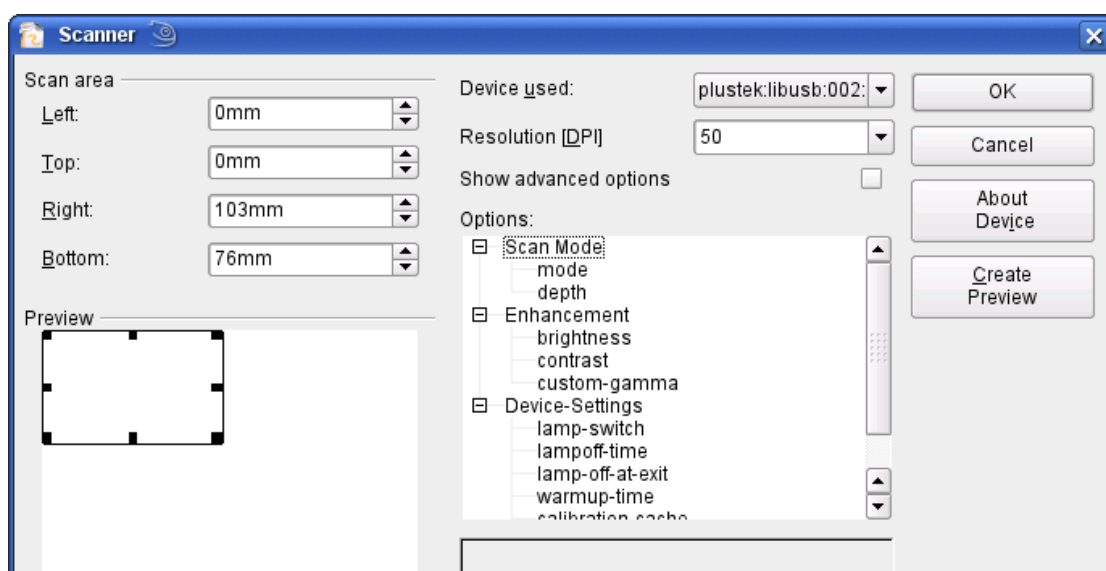 Scanner
Scan area
Left:
0mm
Top:
0mm
Right:
103mm
Bottom:
76mm
Preview
Device used:
plustek:libusb:002:
Resolution [DPI]
50
Show advanced options
Options:
Scan Mode
mode
depth
Enhancement
brightness
contrast
custom-gamma
Device-Settings
lamp-switch
lampoff-time
lamp-off-at-exit
warmup-time
calibration-cache
OK
Cancel
About
Device
Create
Preview